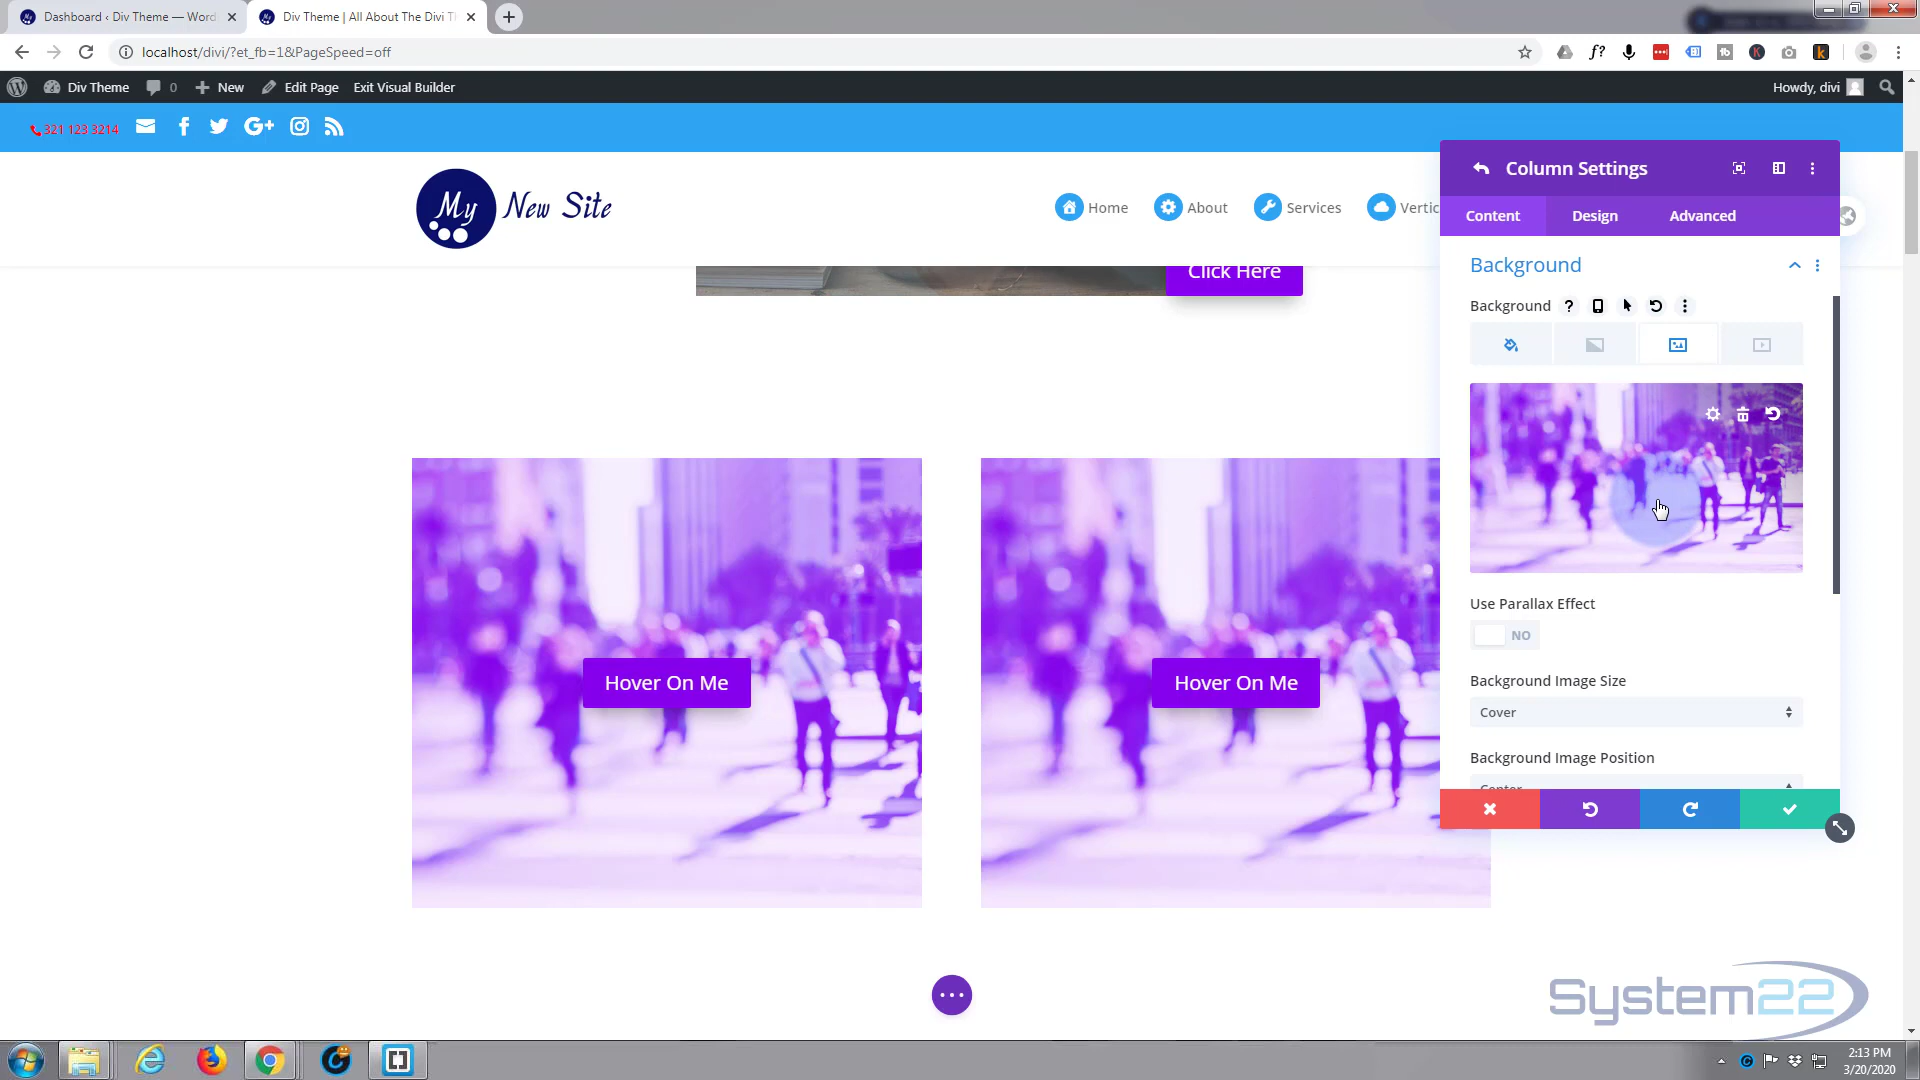 Dashboard ‹ Div Theme — Word
Div Theme | All About The Divi Th
localhost/divi/?et_fb=1&PageSpeed=off
Div Theme
0
New
Edit Page
Exit Visual Builder
Howdy, divi
321 123 3214
My New Site
Home
About
Services
Vertic
Click Here
Column Settings
Content
Design
Advanced
Background
Background
Use Parallax Effect
NO
Background Image Size
Cover
Background Image Position
Center
Hover On Me
Hover On Me
System22
2:13 PM
3/20/2020